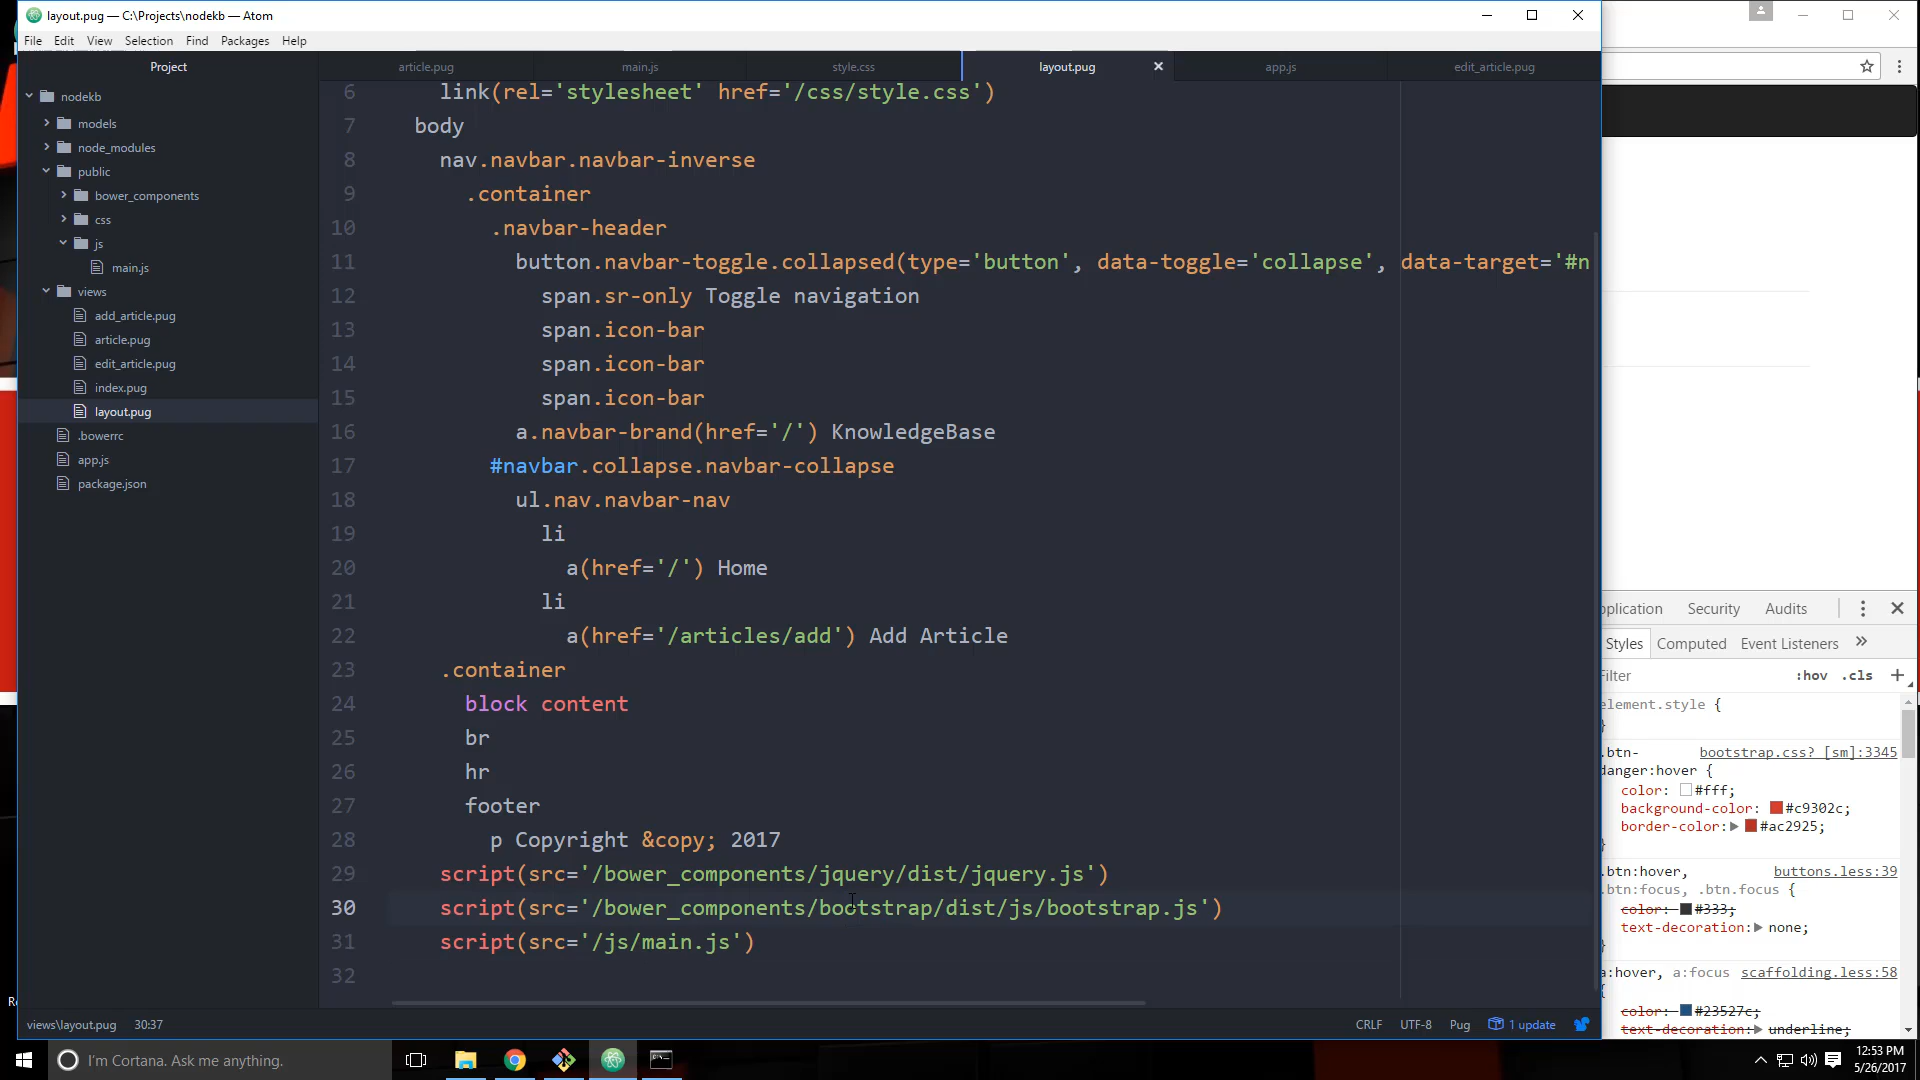 layout.pug — C:\Projects\nodekb — Atom
File Edit View Selection Find Packages Help
Project
article.pug main.js style.css layout.pug app.js edit_article.pug
nodekb
models
node_modules
public
bower_components
css
js
main.js
views
add_article.pug
article.pug
edit_article.pug
index.pug
layout.pug
.bowerrc
app.js
package.json
6 link(rel='stylesheet' href='/css/style.css')
7 body
8 nav.navbar.navbar-inverse
9 .container
10 .navbar-header
11 button.navbar-toggle.collapsed(type='button', data-toggle='collapse', data-target='#n
12 span.sr-only Toggle navigation
13 span.icon-bar
14 span.icon-bar
15 span.icon-bar
16 a.navbar-brand(href='/') KnowledgeBase
17 #navbar.collapse.navbar-collapse
18 ul.nav.navbar-nav
19 li
20 a(href='/') Home
21 li
22 a(href='/articles/add') Add Article
23 .container
24 block content
25 br
26 hr
27 footer
28 p Copyright &copy; 2017
29 script(src='/bower_components/jquery/dist/jquery.js')
30 script(src='/bower_components/bootstrap/dist/js/bootstrap.js')
31 script(src='/js/main.js')
32
views\layout.pug 30:37 CRLF UTF-8 Pug 1 update
pplication Security Audits
Styles Computed Event Listeners »
Filter :hov .cls +
element.style {
}
.btn- bootstrap.css? [sm]:3345
danger:hover {
color: #fff;
background-color: #c9302c;
border-color: #ac2925;
}
.btn:hover, buttons.less:39
.btn:focus, .btn.focus {
color: #333;
text-decoration: none;
}
a:hover, a:focus scaffolding.less:58
{
color: #23527c;
text-decoration: underline;
I'm Cortana. Ask me anything.
12:53 PM
5/26/2017